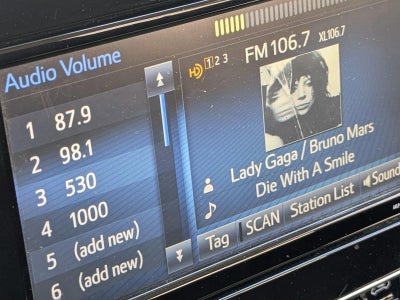 Audio Volume
1 87.9
2 98.1
3 530
4 1000
5 (add new)
6 (add new)
HD 1 2 3
FM 106.7 XL106.7
Lady Gaga / Bruno Mars
Die With A Smile
Tag SCAN Station List Sound